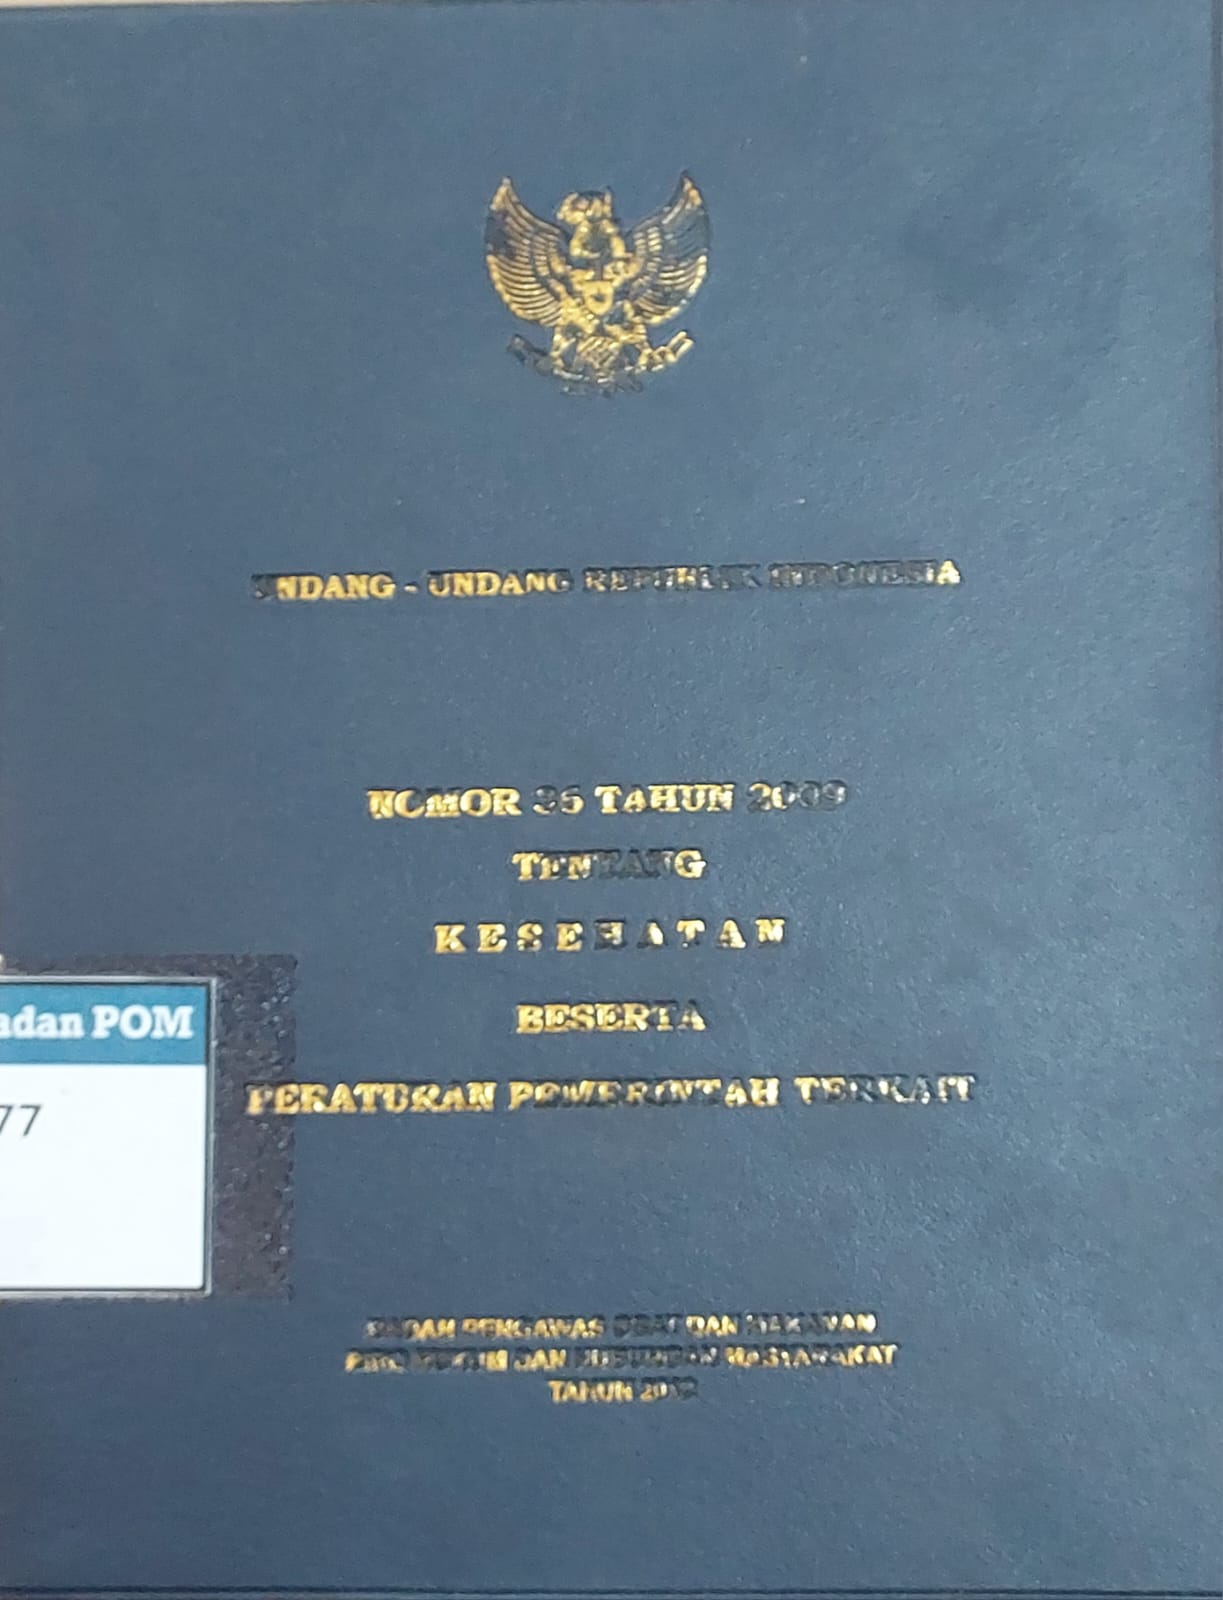 UNDANG - UNDANG REPUBLIK INDONESIA
NOMOR 36 TAHUN 2009
TENTANG
KESEHATAN
BESERTA
PERATURAN PEMERINTAH TERKAIT
adan POM
77
BADAN PENGAWAS OBAT DAN MAKANAN
BIRO HUKUM DAN HUBUNGAN MASYARAKAT
TAHUN